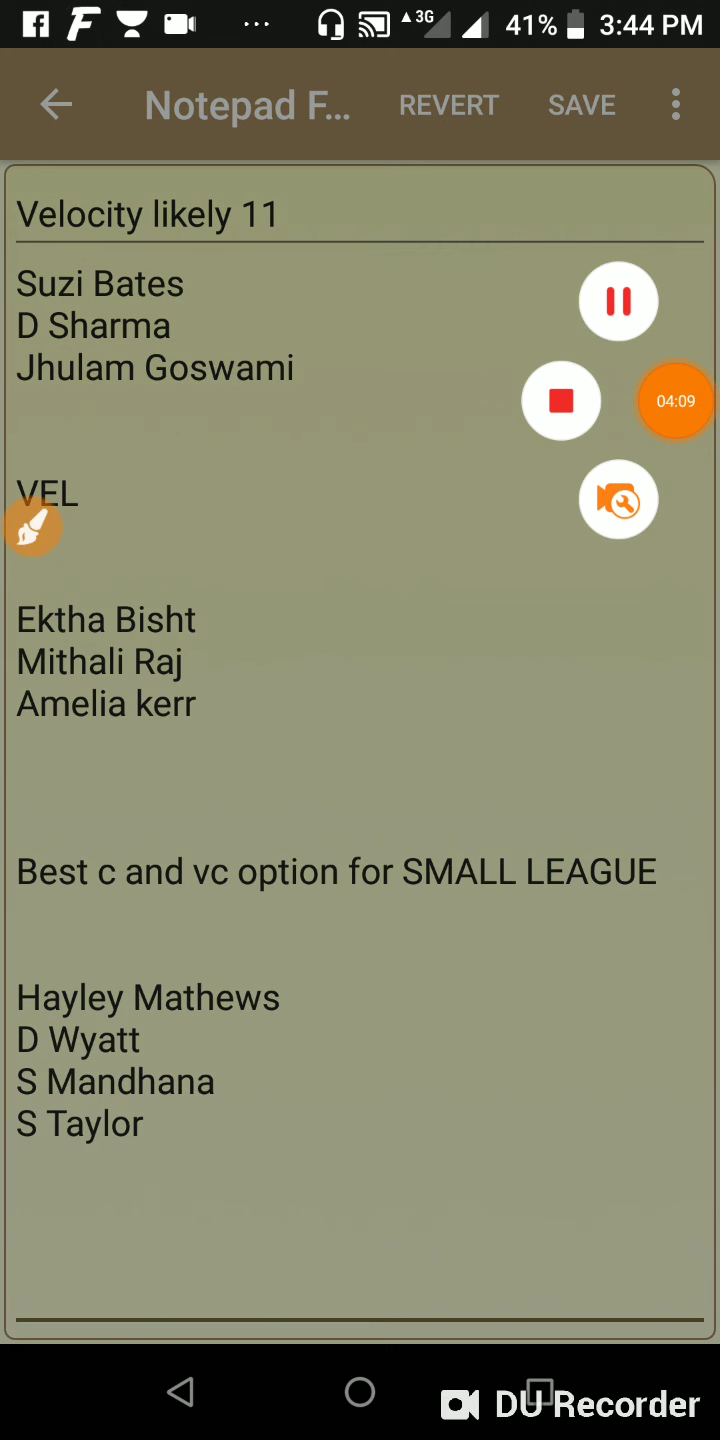 3G 41% 3:44 PM
Notepad F... REVERT SAVE
Velocity likely 11
Suzi Bates
D Sharma
Jhulam Goswami
04:09
VEL
Ektha Bisht
Mithali Raj
Amelia kerr
Best c and vc option for SMALL LEAGUE
Hayley Mathews
D Wyatt
S Mandhana
S Taylor
DU Recorder